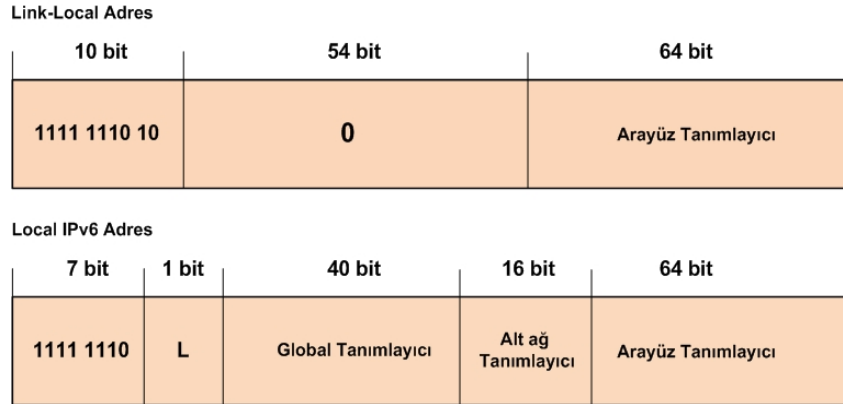 Link-Local Adres
10 bit 54 bit 64 bit
1111 1110 10 0 Arayüz Tanımlayıcı
Local IPv6 Adres
7 bit 1 bit 40 bit 16 bit 64 bit
1111 1110 L Global Tanımlayıcı Alt ağ Tanımlayıcı Arayüz Tanımlayıcı